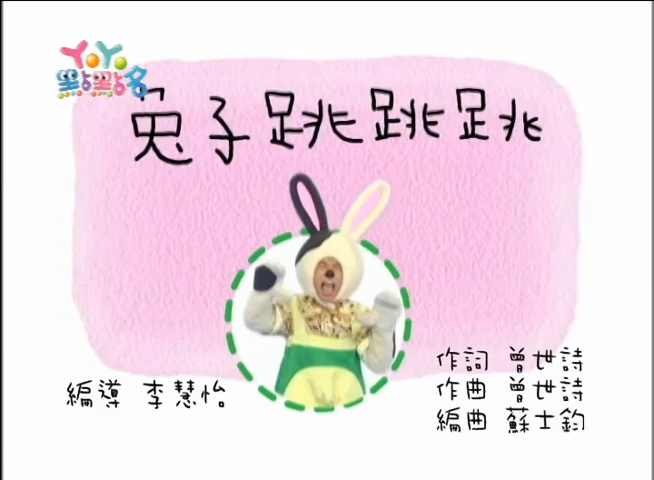 YoYo
點點名
兔子跳跳跳
作詞 曾世詩
作曲 曾世詩
編導 李慧怡
編曲 蘇士鈞